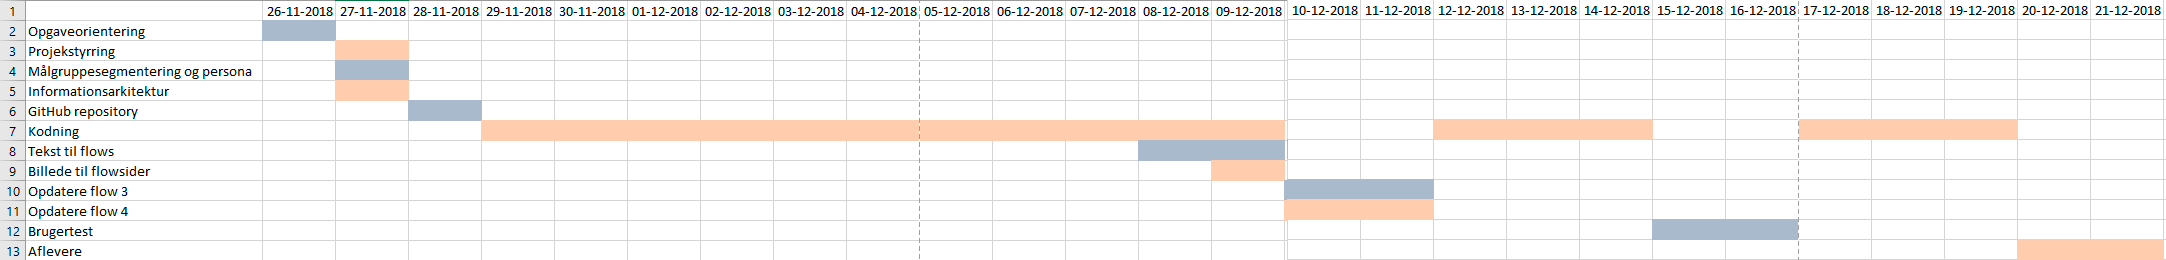 1 26-11-2018 27-11-2018 28-11-2018 29-11-2018 30-11-2018 01-12-2018 02-12-2018 03-12-2018 04-12-2018 05-12-2018 06-12-2018 07-12-2018 08-12-2018 09-12-2018 10-12-2018 11-12-2018 12-12-2018 13-12-2018 14-12-2018 15-12-2018 16-12-2018 17-12-2018 18-12-2018 19-12-2018 20-12-2018 21-12-2018
2 Opgaveorientering
3 Projekstyrring
4 Målgruppesegmentering og persona
5 Informationsarkitektur
6 GitHub repository
7 Kodning
8 Tekst til flows
9 Billede til flowsider
10 Opdatere flow 3
11 Opdatere flow 4
12 Brugertest
13 Aflevere